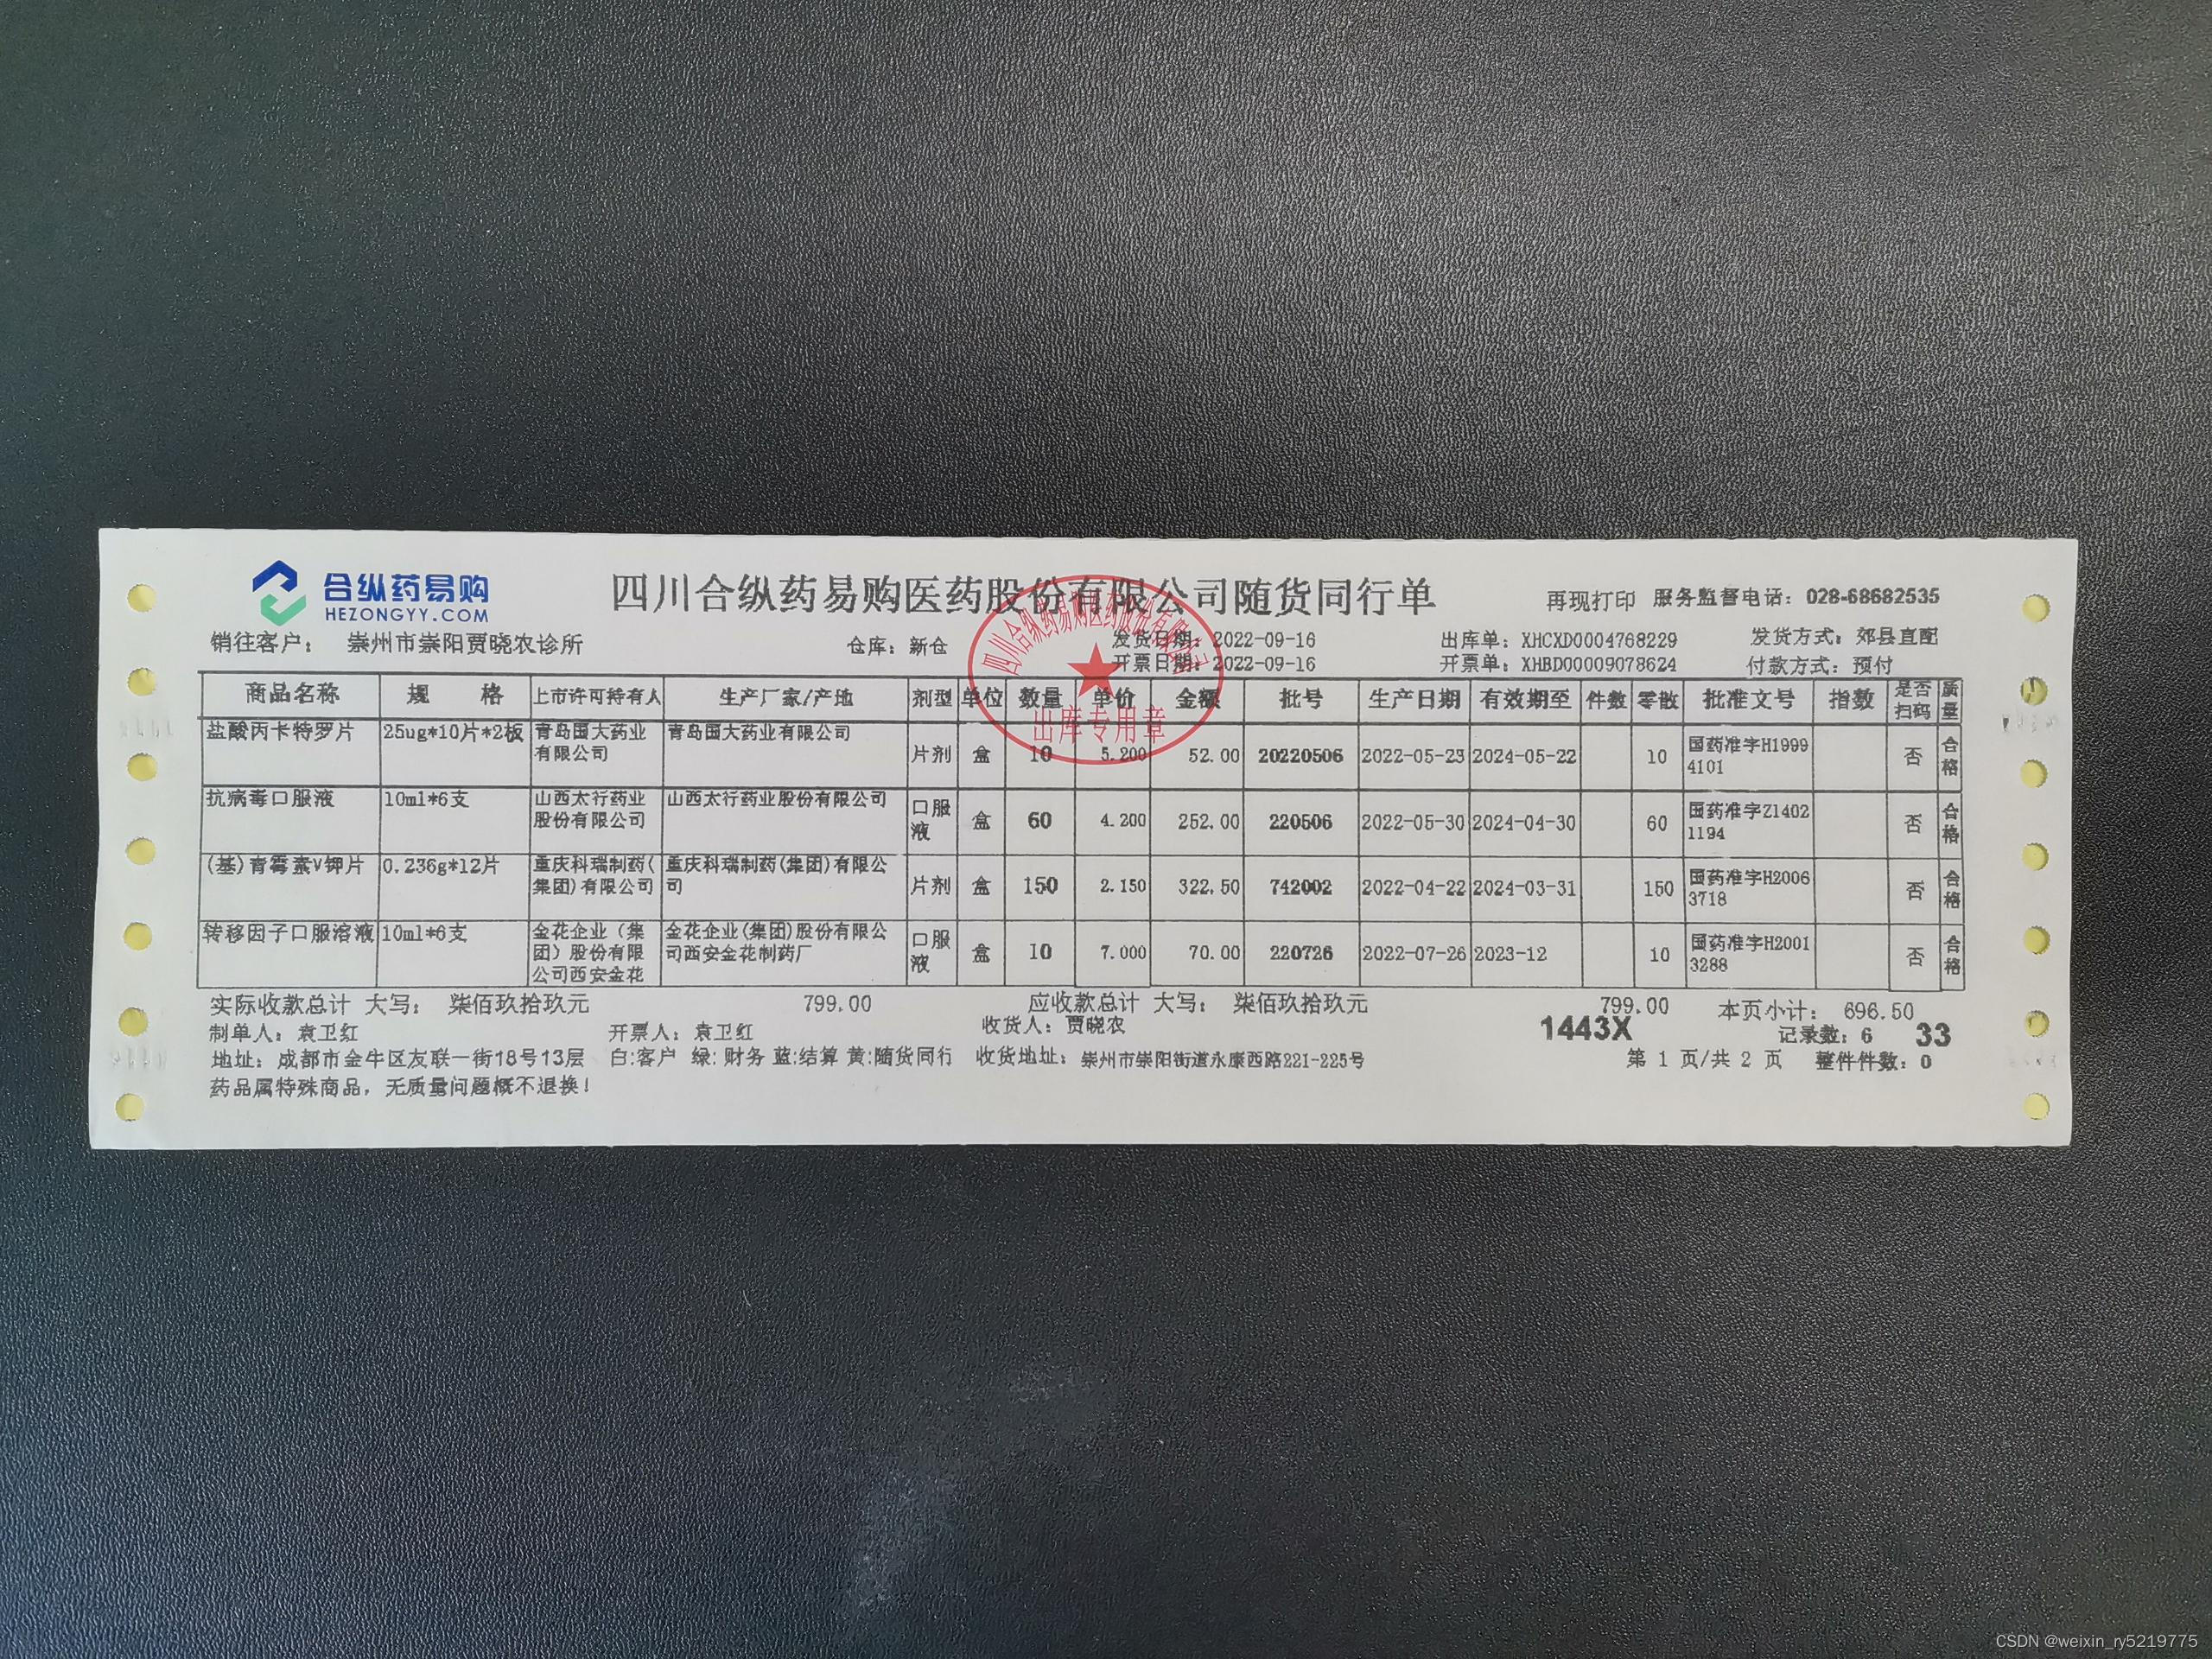 合纵药易购
HEZONGYY.COM
四川合纵药易购医药股份有限公司随货同行单
再现打印 服务监督电话：028-68682535
销往客户： 崇州市崇阳贾晓农诊所 仓库：新仓 发货日期：2022-09-16 出库单：XHCXD0004768229 发货方式：郊县直配
开票日期：2022-09-16 开票单：XHBD00009078624 付款方式：预付
四川合纵药易购医药股份有限公司
出库专用章
商品名称 规 格 上市许可持有人 生产厂家/产地 剂型 单位 数量 单价 金额 批号 生产日期 有效期至 件数 零散 批准文号 指数 是否扫码 质量
盐酸丙卡特罗片 25ug*10片*2板 青岛国大药业有限公司 青岛国大药业有限公司 片剂 盒 10 5.200 52.00 20220506 2022-05-23 2024-05-22 10 国药准字H19994101 否 合格
抗病毒口服液 10ml*6支 山西太行药业股份有限公司 山西太行药业股份有限公司 口服液 盒 60 4.200 252.00 220506 2022-05-30 2024-04-30 60 国药准字Z14021194 否 合格
(基)青霉素V钾片 0.236g*12片 重庆科瑞制药(集团)有限公司 重庆科瑞制药(集团)有限公司 片剂 盒 150 2.150 322.50 742002 2022-04-22 2024-03-31 150 国药准字H20063718 否 合格
转移因子口服溶液 10ml*6支 金花企业（集团）股份有限公司西安金花 金花企业(集团)股份有限公司西安金花制药厂 口服液 盒 10 7.000 70.00 220726 2022-07-26 2023-12 10 国药准字H20013288 否 合格
实际收款总计 大写： 柒佰玖拾玖元 799.00 应收款总计 大写： 柒佰玖拾玖元 799.00 本页小计： 696.50
制单人：袁卫红 开票人：袁卫红 收货人：贾晓农 1443X 记录数：6 33
地址：成都市金牛区友联一街18号13层 白:客户 绿:财务 蓝:结算 黄:随货同行 收货地址：崇州市崇阳街道永康西路221-225号 第 1 页/共 2 页 整件件数：0
药品属特殊商品，无质量问题概不退换！
CSDN @weixin_ry5219775